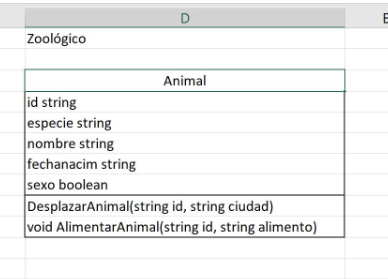 D
Zoológico
Animal
id string
especie string
nombre string
fechanacim string
sexo boolean
DesplazarAnimal(string id, string ciudad)
void AlimentarAnimal(string id, string alimento)